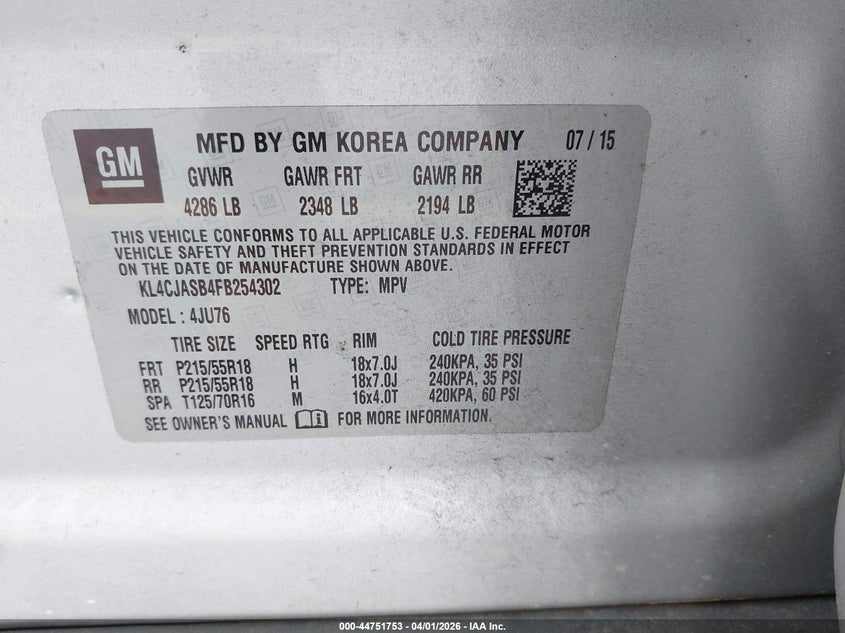 GM
MFD BY GM KOREA COMPANY 07 / 15
GVWR GAWR FRT GAWR RR
4286 LB 2348 LB 2194 LB
THIS VEHICLE CONFORMS TO ALL APPLICABLE U.S. FEDERAL MOTOR
VEHICLE SAFETY AND THEFT PREVENTION STANDARDS IN EFFECT
ON THE DATE OF MANUFACTURE SHOWN ABOVE.
KL4CJASB4FB254302 TYPE: MPV
MODEL : 4JU76
TIRE SIZE SPEED RTG RIM COLD TIRE PRESSURE
FRT P215/55R18 H 18x7.0J 240KPA, 35 PSI
RR P215/55R18 H 18x7.0J 240KPA, 35 PSI
SPA T125/70R16 M 16x4.0T 420KPA, 60 PSI
SEE OWNER'S MANUAL FOR MORE INFORMATION.
000-44751753 - 04/01/2026 - IAA Inc.